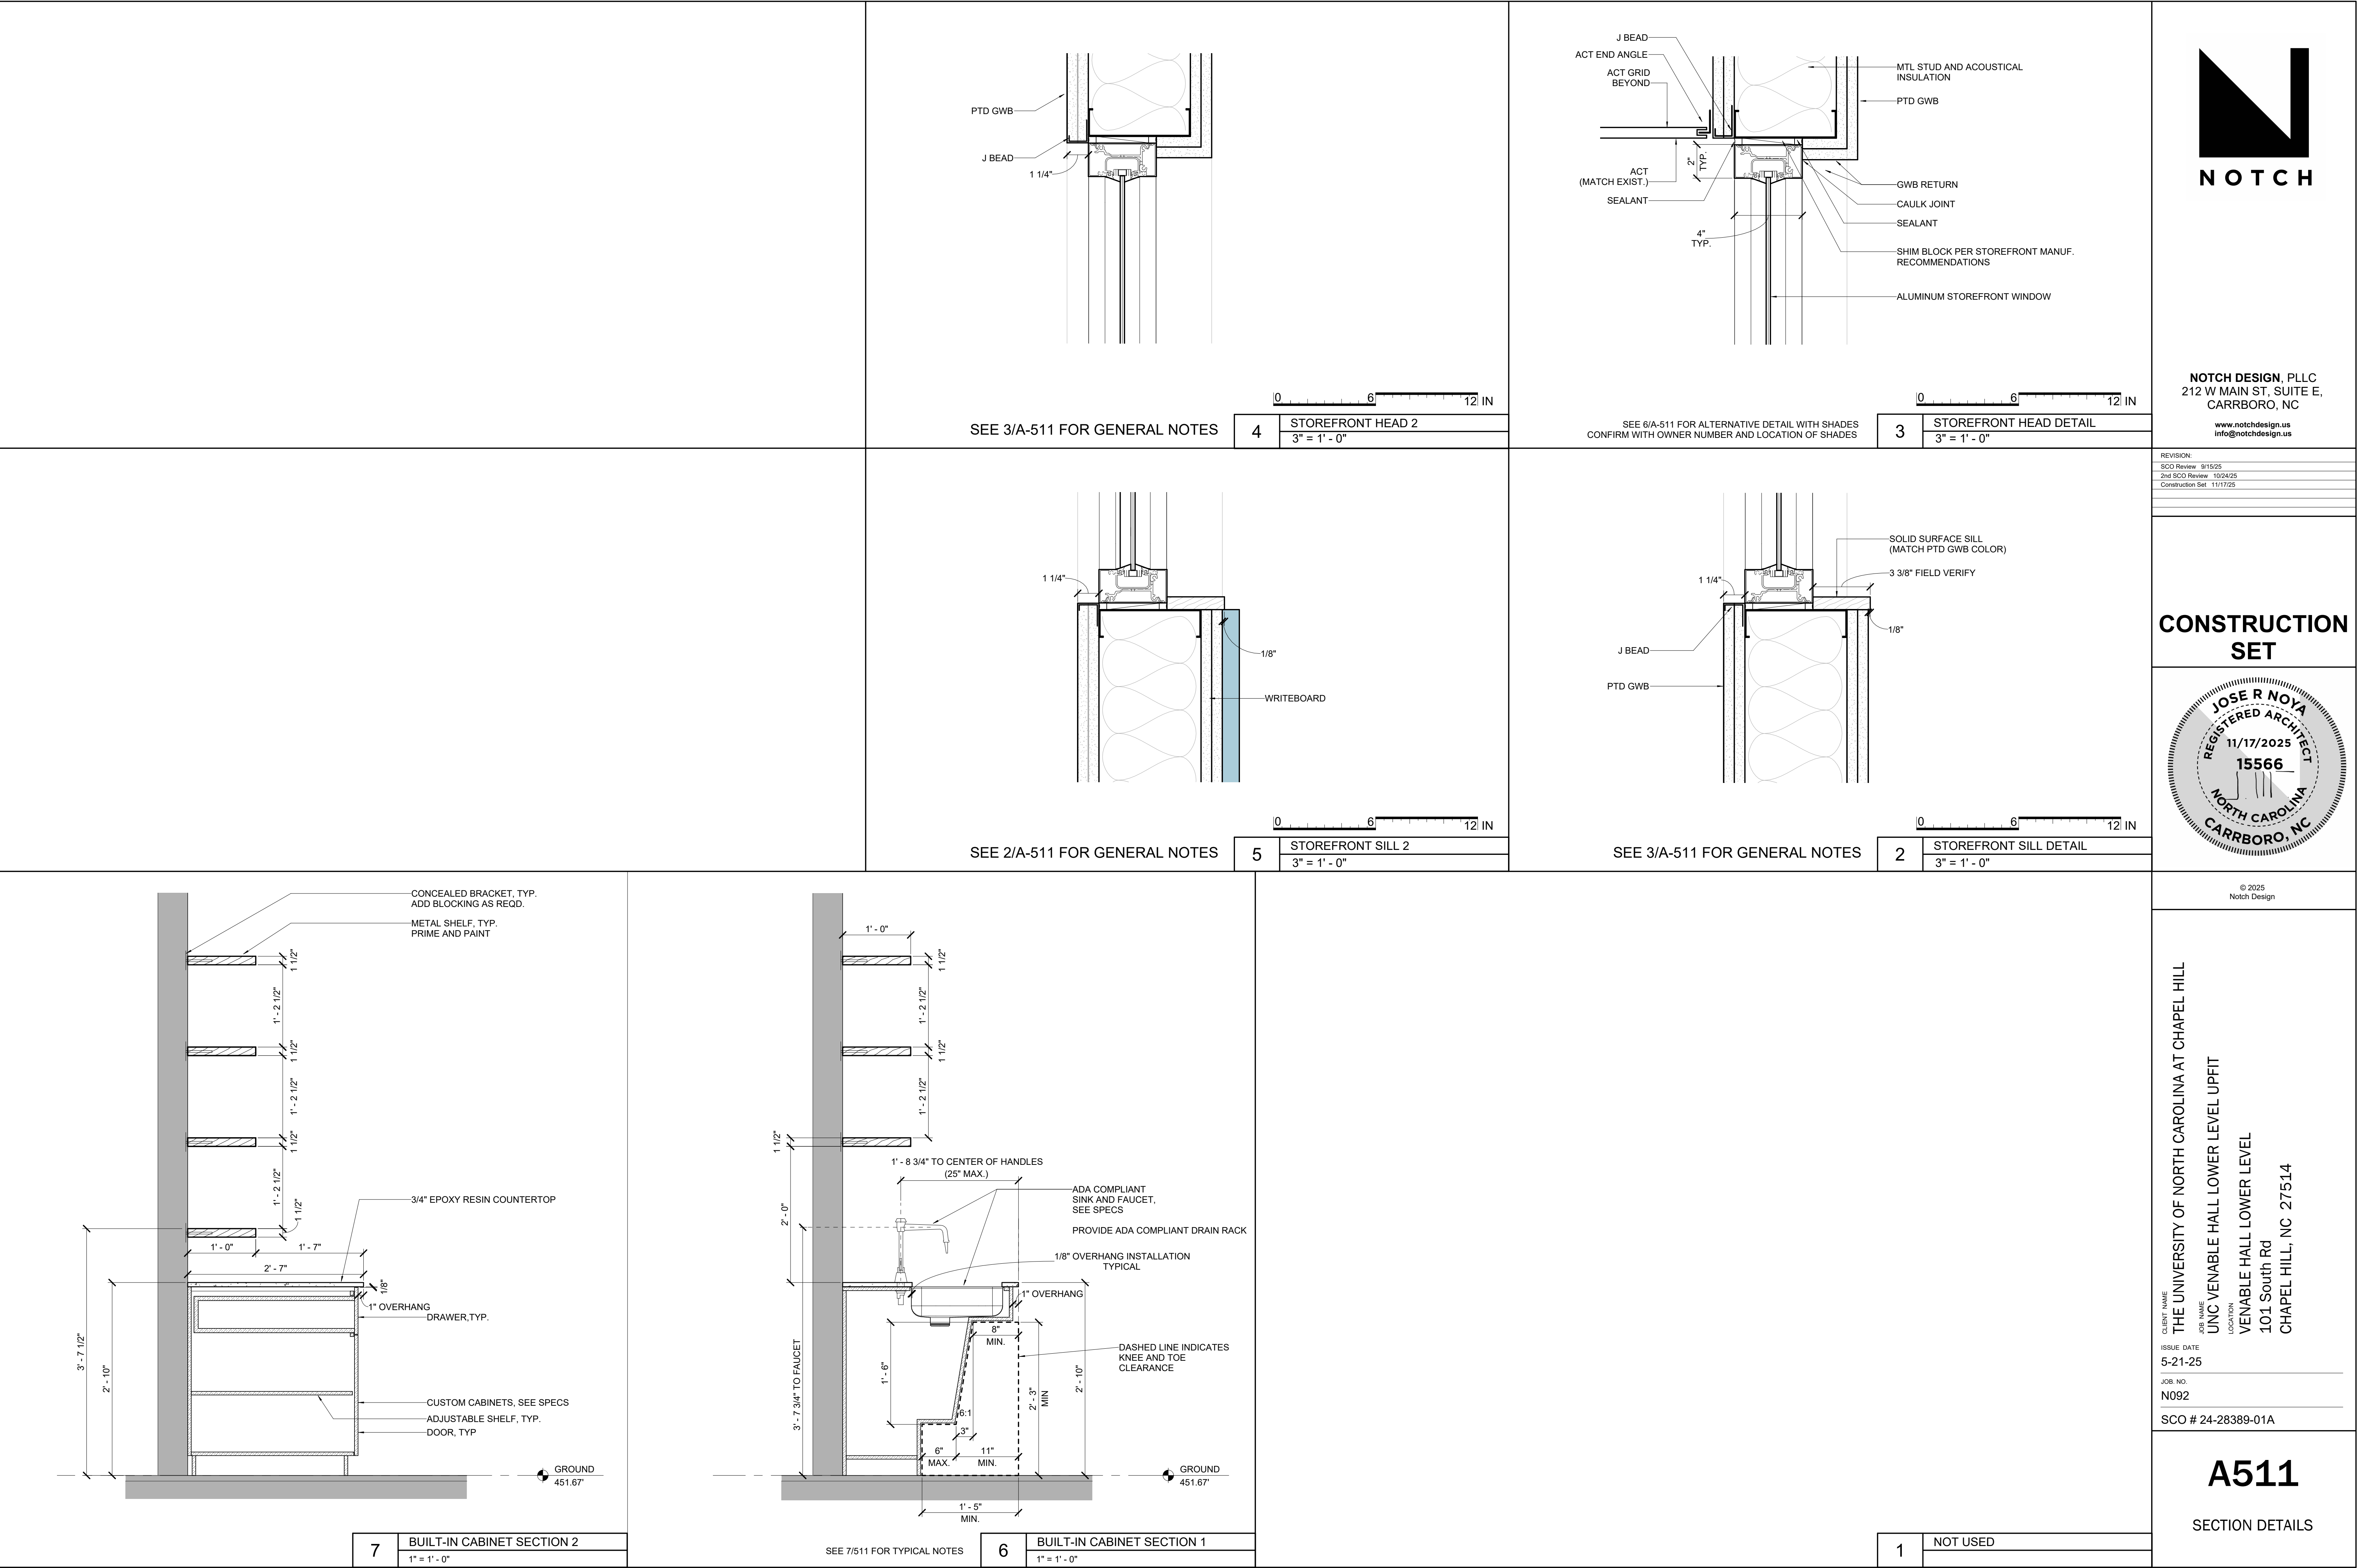 PTD GWB
J BEAD
1 1/4"
0 6 12 IN
SEE 3/A-511 FOR GENERAL NOTES
4
STOREFRONT HEAD 2
3" = 1' - 0"
J BEAD
ACT END ANGLE
ACT GRID
BEYOND
2"
TYP.
ACT
(MATCH EXIST.)
SEALANT
4"
TYP.
MTL STUD AND ACOUSTICAL
INSULATION
PTD GWB
GWB RETURN
CAULK JOINT
SEALANT
SHIM BLOCK PER STOREFRONT MANUF.
RECOMMENDATIONS
ALUMINUM STOREFRONT WINDOW
0 6 12 IN
SEE 6/A-511 FOR ALTERNATIVE DETAIL WITH SHADES
CONFIRM WITH OWNER NUMBER AND LOCATION OF SHADES
3
STOREFRONT HEAD DETAIL
3" = 1' - 0"
1 1/4"
1/8"
WRITEBOARD
0 6 12 IN
SEE 2/A-511 FOR GENERAL NOTES
5
STOREFRONT SILL 2
3" = 1' - 0"
SOLID SURFACE SILL
(MATCH PTD GWB COLOR)
3 3/8" FIELD VERIFY
1 1/4"
1/8"
J BEAD
PTD GWB
0 6 12 IN
SEE 3/A-511 FOR GENERAL NOTES
2
STOREFRONT SILL DETAIL
3" = 1' - 0"
CONCEALED BRACKET, TYP.
ADD BLOCKING AS REQD.
METAL SHELF, TYP.
PRIME AND PAINT
1 1/2"
1' - 2 1/2"
1 1/2"
1' - 2 1/2"
1 1/2"
1' - 2 1/2"
1 1/2"
3/4" EPOXY RESIN COUNTERTOP
1' - 0"
1' - 7"
2' - 7"
1/8"
1" OVERHANG
DRAWER,TYP.
3' - 7 1/2"
2' - 10"
CUSTOM CABINETS, SEE SPECS
ADJUSTABLE SHELF, TYP.
DOOR, TYP
GROUND
451.67'
7
BUILT-IN CABINET SECTION 2
1" = 1' - 0"
1' - 0"
1 1/2"
1' - 2 1/2"
1 1/2"
1' - 2 1/2"
1 1/2"
1' - 8 3/4" TO CENTER OF HANDLES
(25" MAX.)
2' - 0"
ADA COMPLIANT
SINK AND FAUCET,
SEE SPECS
PROVIDE ADA COMPLIANT DRAIN RACK
1/8" OVERHANG INSTALLATION
TYPICAL
1" OVERHANG
8"
MIN.
DASHED LINE INDICATES
KNEE AND TOE
CLEARANCE
3' - 7 3/4" TO FAUCET
1' - 6"
2' - 3"
MIN
2' - 10"
6:1
3"
6"
MAX.
11"
MIN.
GROUND
451.67'
1' - 5"
MIN.
SEE 7/511 FOR TYPICAL NOTES
6
BUILT-IN CABINET SECTION 1
1" = 1' - 0"
1
NOT USED
NOTCH
NOTCH DESIGN, PLLC
212 W MAIN ST, SUITE E,
CARRBORO, NC
www.notchdesign.us
info@notchdesign.us
REVISION:
SCO Review 9/15/25
2nd SCO Review 10/24/25
Construction Set 11/17/25
CONSTRUCTION
SET
JOSE R NOYA
REGISTERED ARCHITECT
11/17/2025
15566
NORTH CAROLINA
CARRBORO, NC
© 2025
Notch Design
CLIENT NAME
THE UNIVERSITY OF NORTH CAROLINA AT CHAPEL HILL
JOB NAME
UNC VENABLE HALL LOWER LEVEL UPFIT
LOCATION
VENABLE HALL LOWER LEVEL
101 South Rd
CHAPEL HILL, NC 27514
ISSUE DATE
5-21-25
JOB. NO.
N092
SCO # 24-28389-01A
A511
SECTION DETAILS